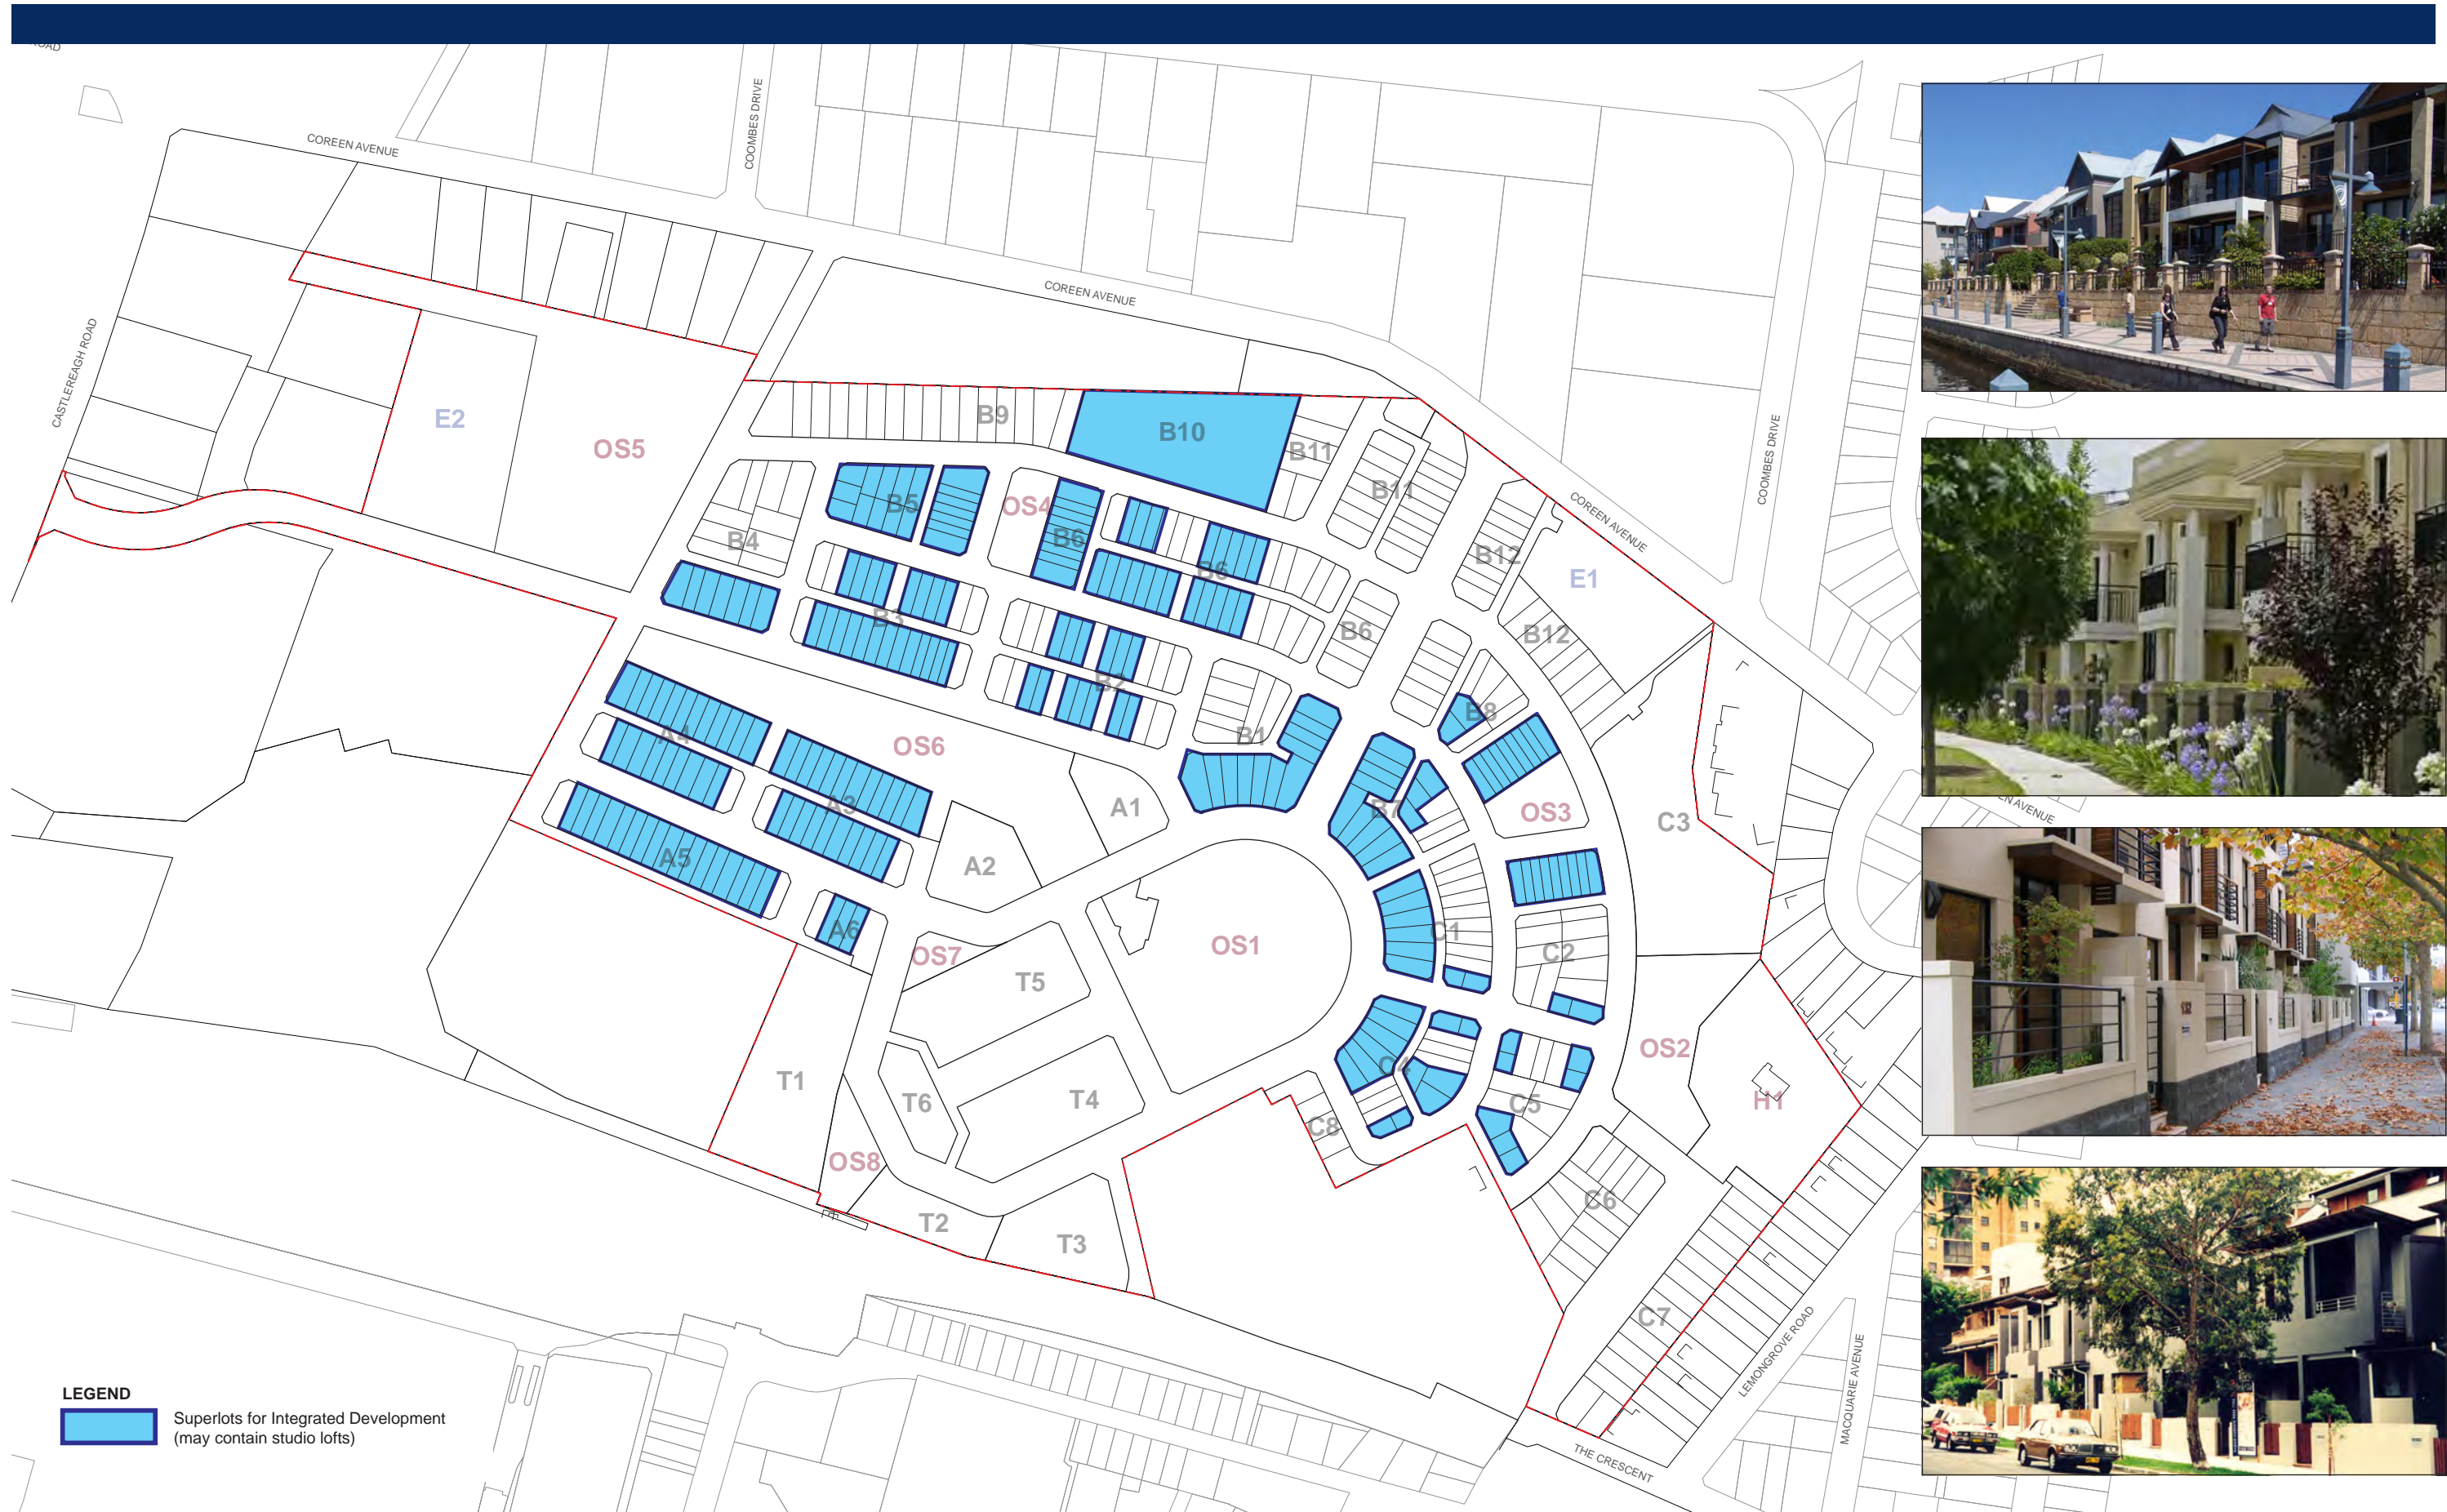 COREEN AVENUE
COOMBES DRIVE
COREEN AVENUE
CASTLEREAGH ROAD
E2
OS5
B9
B10
B11
B11
COOMBES DRIVE
COREEN AVENUE
B5
OS4
B6
B4
B12
B6
E1
B3
B6
B12
B2
B8
B1
A4
OS6
A3
A1
B7
OS3
C3
EN AVENUE
A5
A2
A6
C1
OS1
C2
OS7
T5
OS2
C4
T1
T4
T6
C5
H1
C8
OS8
C6
T2
T3
C7
LEMONGROVE ROAD
MACQUARIE AVENUE
THE CRESCENT
LEGEND
Superlots for Integrated Development
(may contain studio lofts)